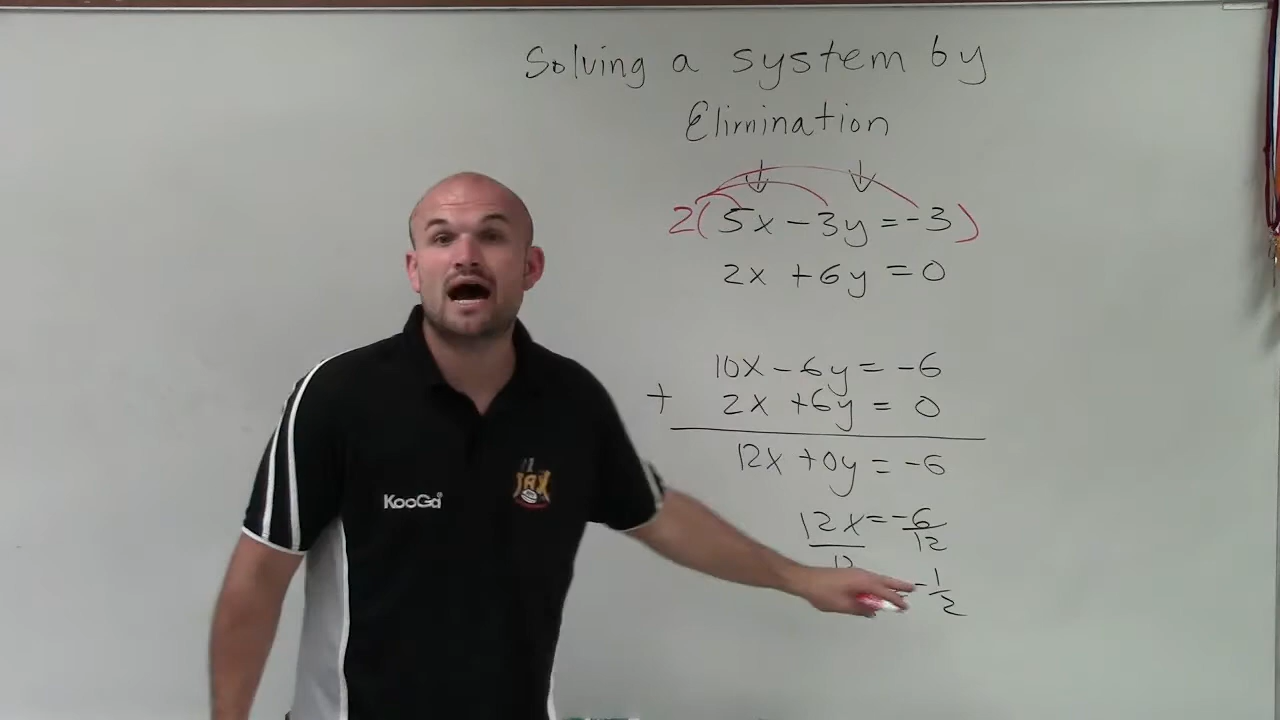 Solving a system by
Elimination
2(5x-3y=-3)
2x+6y=0
10x-6y=-6
+ 2x+6y=0
12x+0y=-6
12x=-6
12 12
-1/2
KooGa
JAX